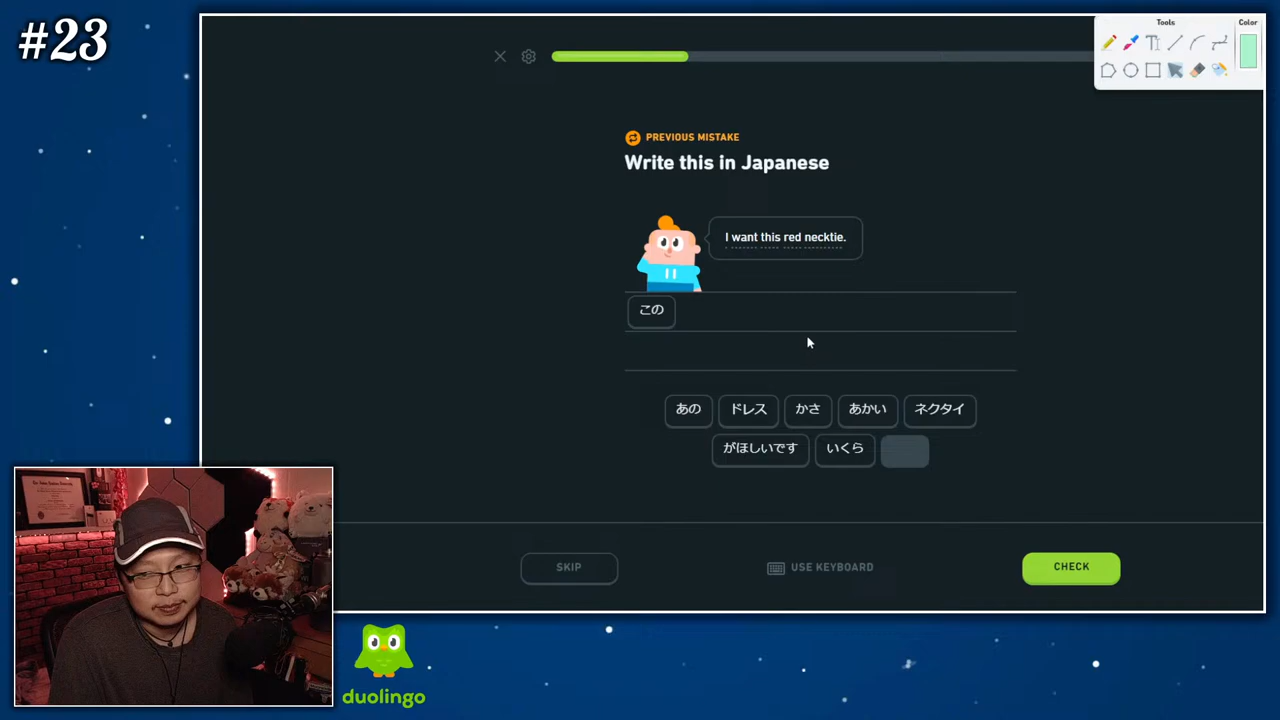 #23
Tools
Color
PREVIOUS MISTAKE
Write this in Japanese
I want this red necktie.
この
あの ドレス かさ あかい ネクタイ
がほしいです いくら
SKIP
USE KEYBOARD
CHECK
duolingo